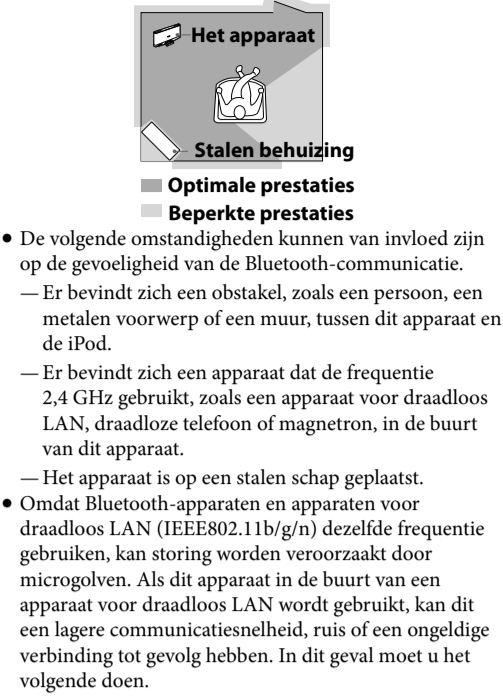 Het apparaat
Stalen behuizing
Optimale prestaties
Beperkte prestaties
• De volgende omstandigheden kunnen van invloed zijn
op de gevoeligheid van de Bluetooth-communicatie.
— Er bevindt zich een obstakel, zoals een persoon, een
metalen voorwerp of een muur, tussen dit apparaat en
de iPod.
— Er bevindt zich een apparaat dat de frequentie
2,4 GHz gebruikt, zoals een apparaat voor draadloos
LAN, draadloze telefoon of magnetron, in de buurt
van dit apparaat.
— Het apparaat is op een stalen schap geplaatst.
• Omdat Bluetooth-apparaten en apparaten voor
draadloos LAN (IEEE802.11b/g/n) dezelfde frequentie
gebruiken, kan storing worden veroorzaakt door
microgolven. Als dit apparaat in de buurt van een
apparaat voor draadloos LAN wordt gebruikt, kan dit
een lagere communicatiesnelheid, ruis of een ongeldige
verbinding tot gevolg hebben. In dit geval moet u het
volgende doen.